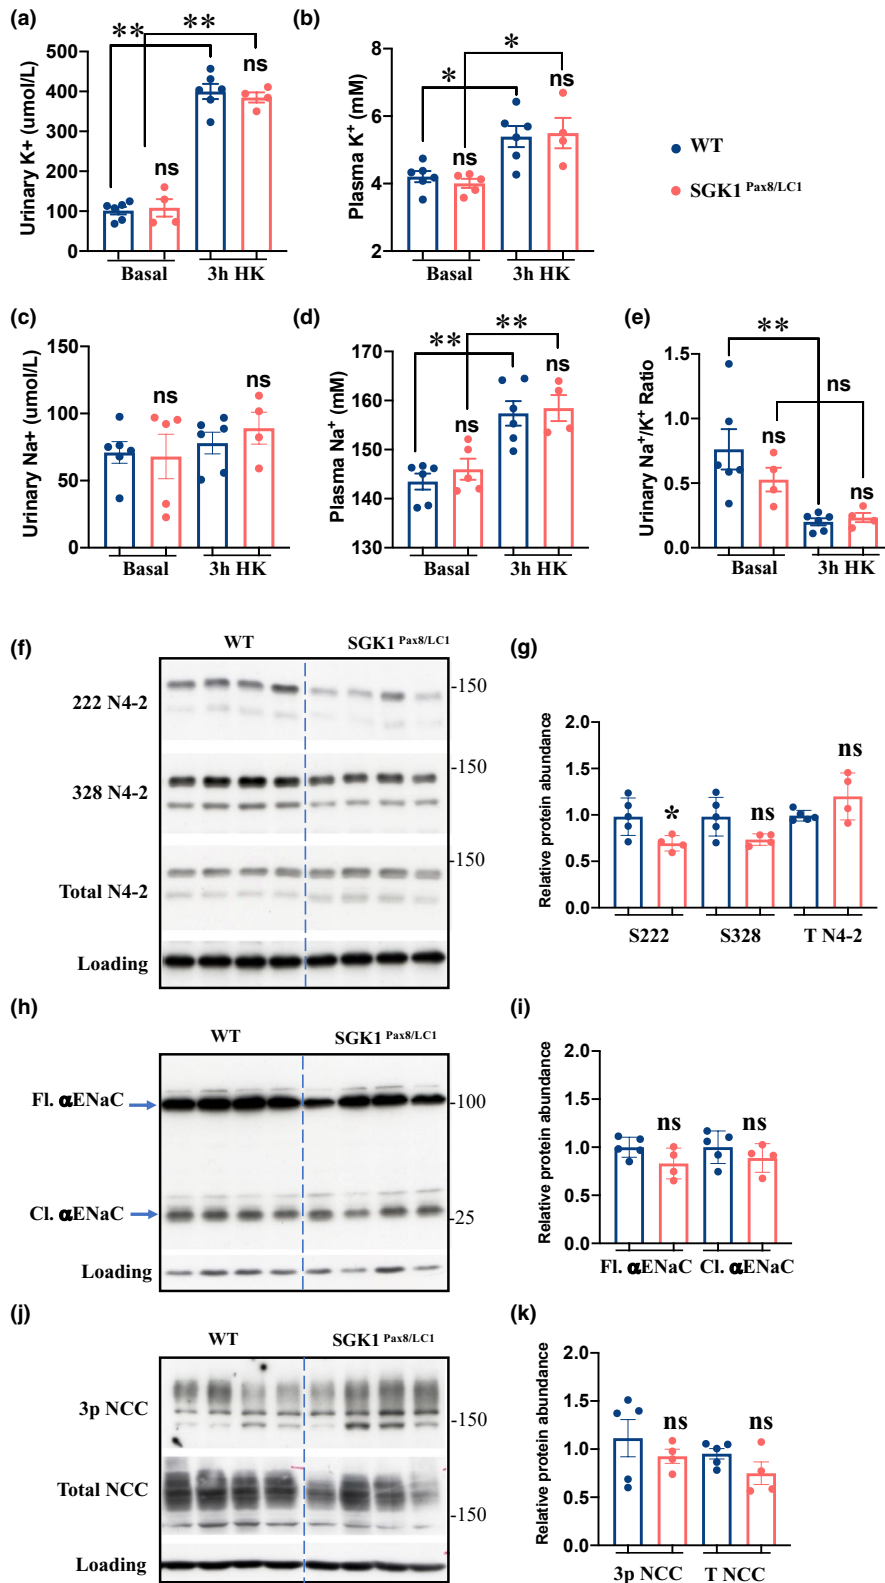 (a)
Urinary K+ (umol/L)
500
400
300
200
100
0
** **
ns
ns
Basal 3h HK
(b)
Plasma K+ (mM)
8
6
4
2
* *
ns
ns
Basal 3h HK
WT
SGK1Pax8/LC1
(c)
Urinary Na+ (umol/L)
150
100
50
0
ns
ns
Basal 3h HK
(d)
Plasma Na+ (mM)
170
160
150
140
130
** **
ns
ns
Basal 3h HK
(e)
Urinary Na+/K+ Ratio
1.5
1.0
0.5
0.0
**
ns
ns
ns
Basal 3h HK
(f)
WT SGK1 Pax8/LC1
222 N4-2
-150
328 N4-2
-150
Total N4-2
-150
Loading
(g)
Relative protein abundance
2.0
1.5
1.0
0.5
0.0
* ns ns
S222 S328 T N4-2
(h)
WT SGK1Pax8/LC1
Fl. αENaC
-100
Cl. αENaC
-25
Loading
(i)
Relative protein abundance
2.0
1.5
1.0
0.5
0.0
ns ns
Fl. αENaC Cl. αENaC
(j)
WT SGK1 Pax8/LC1
3p NCC
-150
Total NCC
-150
Loading
(k)
Relative protein abundance
2.0
1.5
1.0
0.5
0.0
ns ns
3p NCC T NCC